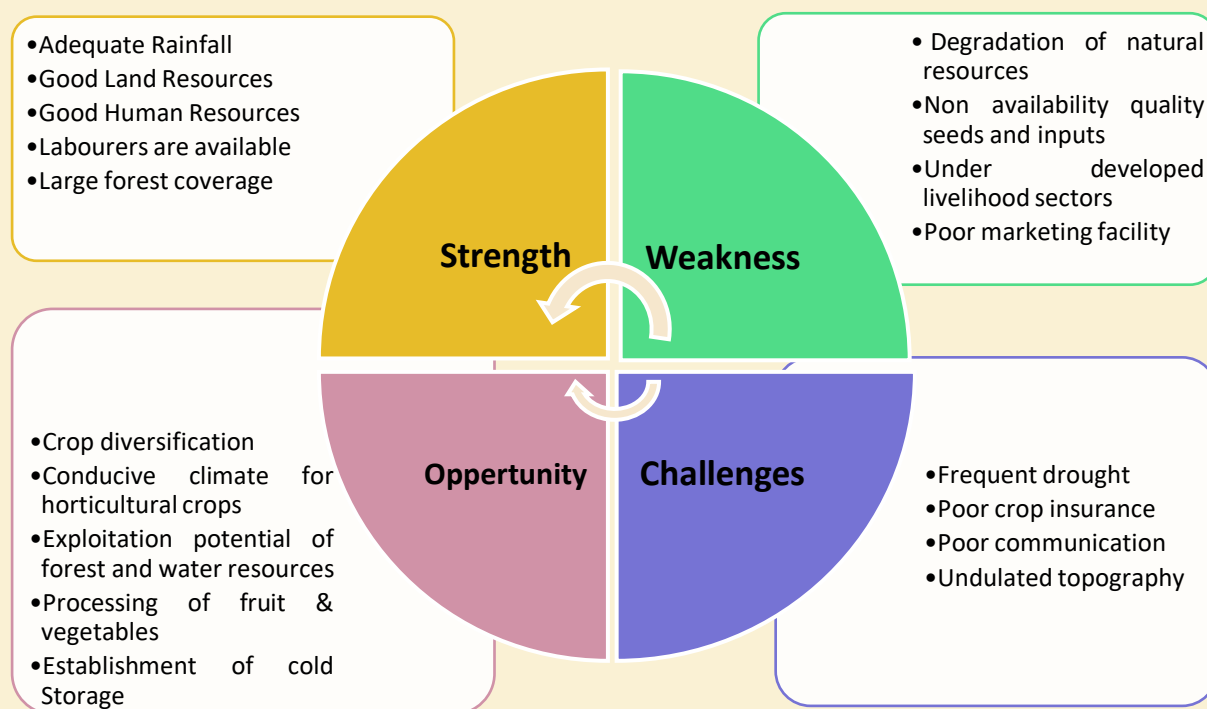 •Adequate Rainfall
•Good Land Resources
•Good Human Resources
•Labourers are available
•Large forest coverage
• Degradation of natural
resources
•Non availability quality
seeds and inputs
•Under developed
livelihood sectors
•Poor marketing facility
Strength
Weakness
Oppertunity
Challenges
•Crop diversification
•Conducive climate for
horticultural crops
•Exploitation potential of
forest and water resources
•Processing of fruit &
vegetables
•Establishment of cold
Storage
•Frequent drought
•Poor crop insurance
•Poor communication
•Undulated topography